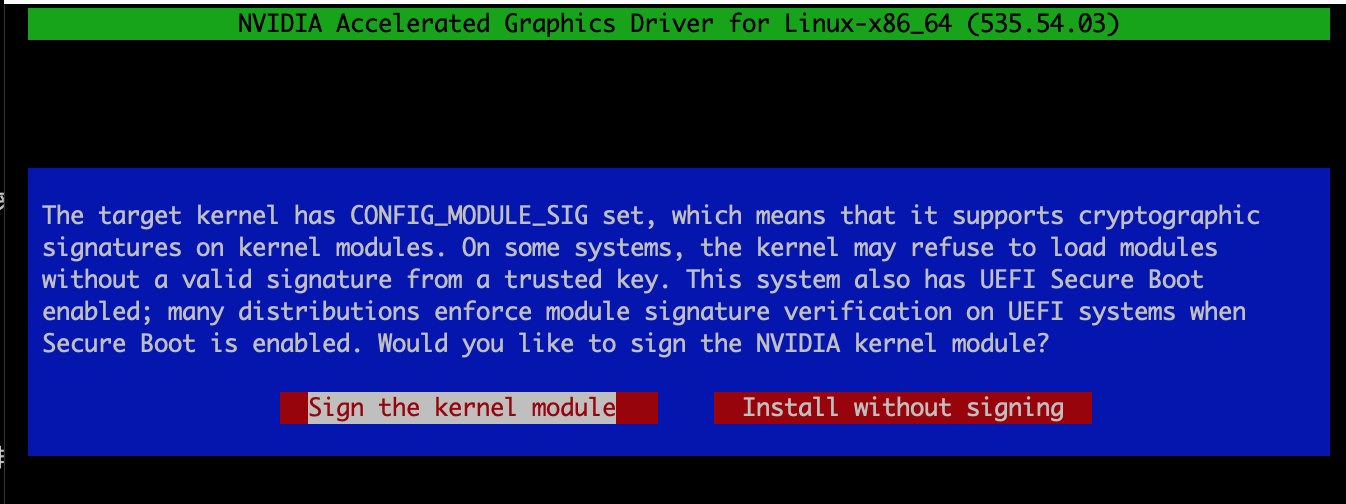 NVIDIA Accelerated Graphics Driver for Linux-x86_64 (535.54.03)
The target kernel has CONFIG_MODULE_SIG set, which means that it supports cryptographic
signatures on kernel modules. On some systems, the kernel may refuse to load modules
without a valid signature from a trusted key. This system also has UEFI Secure Boot
enabled; many distributions enforce module signature verification on UEFI systems when
Secure Boot is enabled. Would you like to sign the NVIDIA kernel module?
Sign the kernel module Install without signing